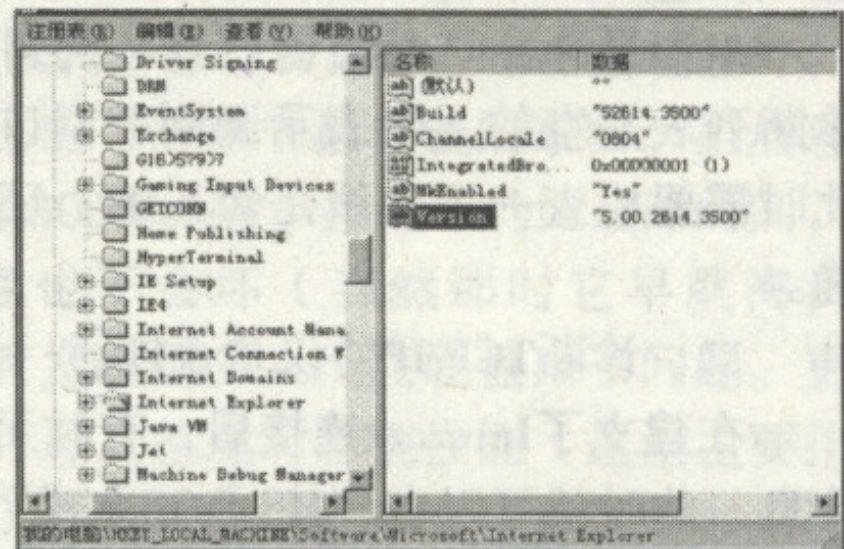 注册表(R) 编辑(E) 查看(V) 帮助(H)
Driver Signing
DRM
EventSystem
Exchange
G18>5?9>?
Gaming Input Devices
GETCONN
Home Publishing
HyperTerminal
IE Setup
IE4
Internet Account Mana
Internet Connection W
Internet Domains
Internet Explorer
Java VM
Jet
Machine Debug Manager
名称 数据
(默认) ""
Build "52614.3500"
ChannelLocale "0804"
IntegratedBro... 0x00000001 (1)
MkEnabled "Yes"
Version "5.00.2614.3500"
我的电脑\HKEY_LOCAL_MACHINE\Software\Microsoft\Internet Explorer